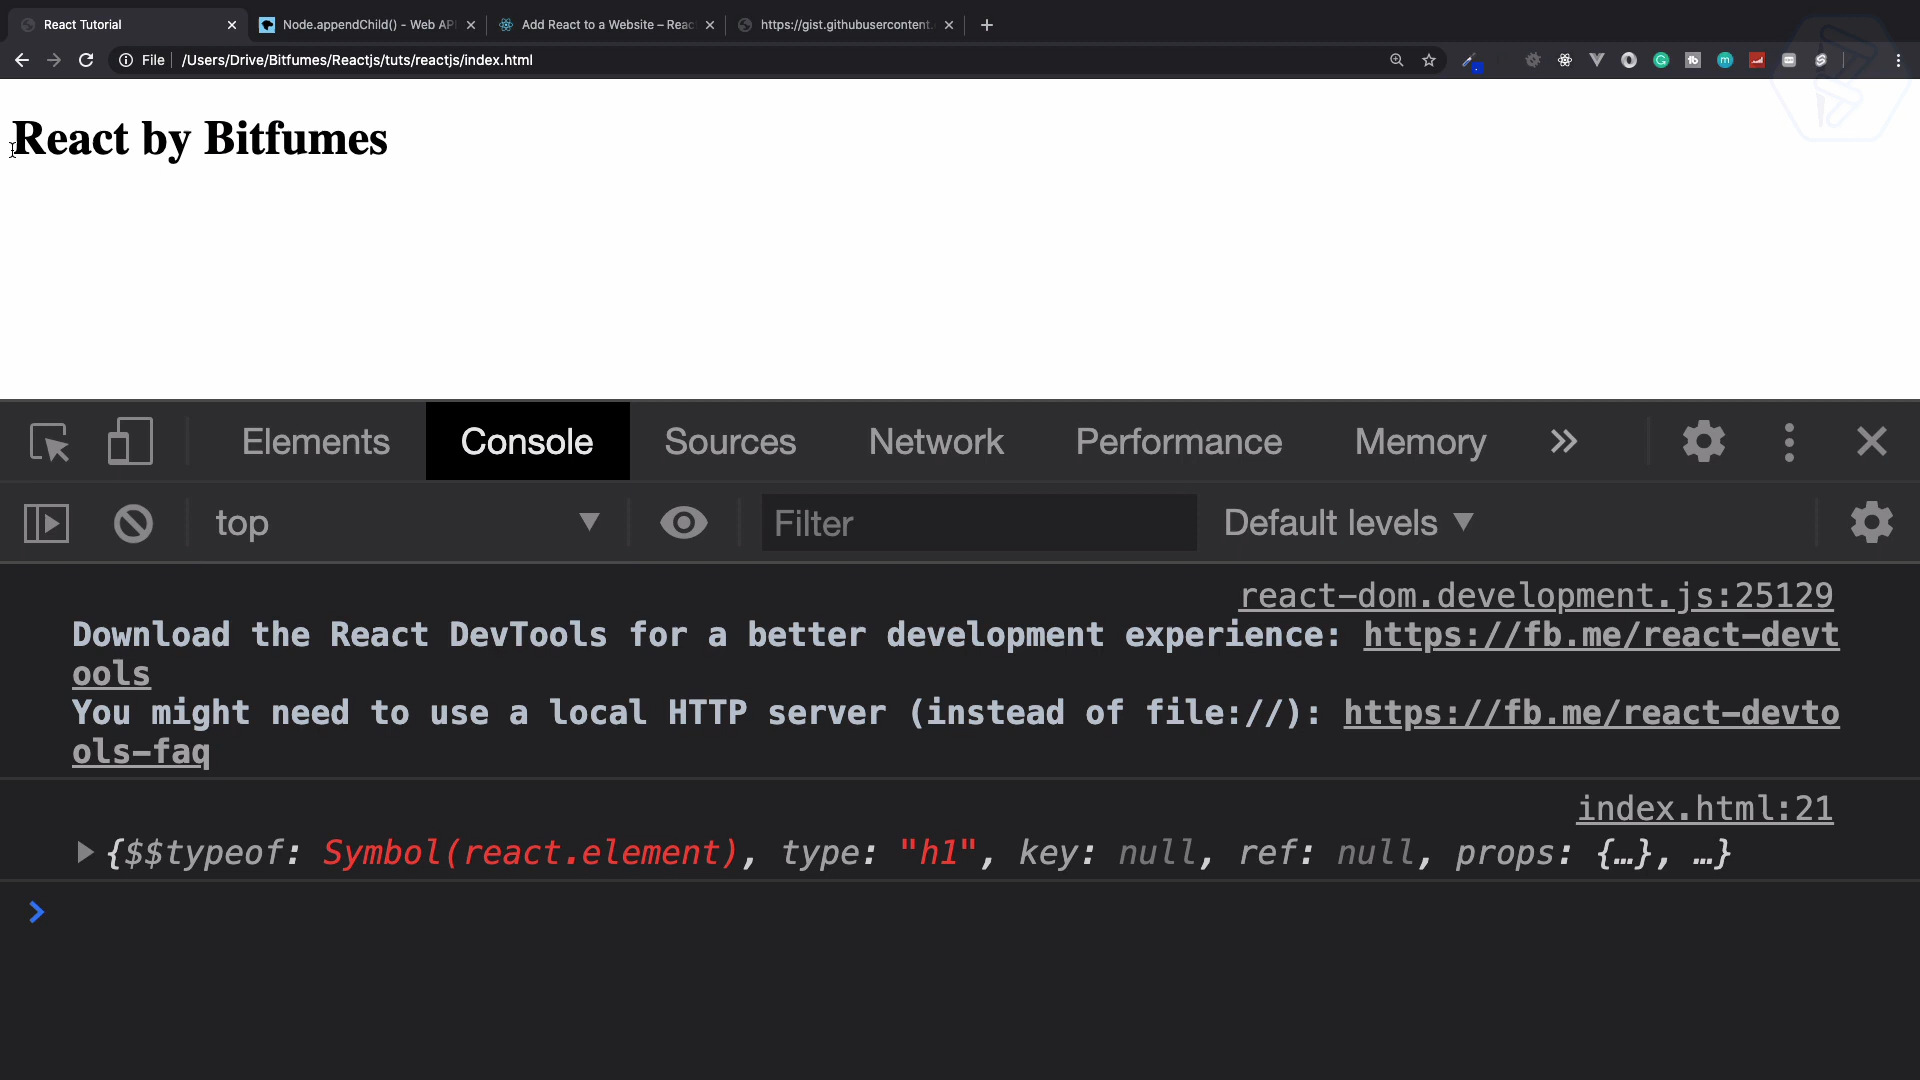 React Tutorial
Node.appendChild() - Web API
Add React to a Website – Reac
https://gist.githubusercontent.
File
/Users/Drive/Bitfumes/Reactjs/tuts/reactjs/index.html
React by Bitfumes
Elements
Console
Sources
Network
Performance
Memory
top
Filter
Default levels
react-dom.development.js:25129
Download the React DevTools for a better development experience: https://fb.me/react-devt
ools
You might need to use a local HTTP server (instead of file://): https://fb.me/react-devto
ols-faq
index.html:21
{$$typeof: Symbol(react.element), type: "h1", key: null, ref: null, props: {…}, …}